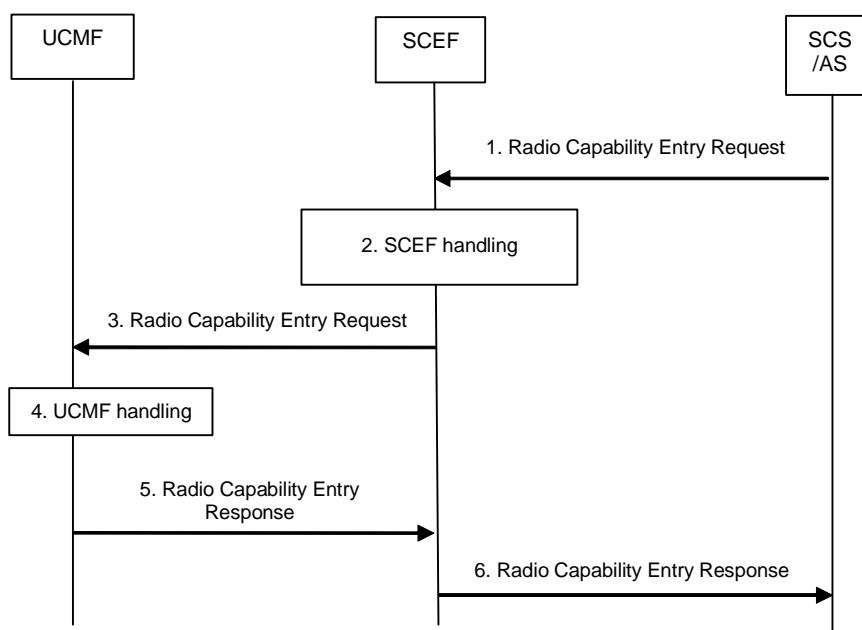 UCMF
SCEF
SCS
/AS
1. Radio Capability Entry Request
2. SCEF handling
3. Radio Capability Entry Request
4. UCMF handling
5. Radio Capability Entry
Response
6. Radio Capability Entry Response